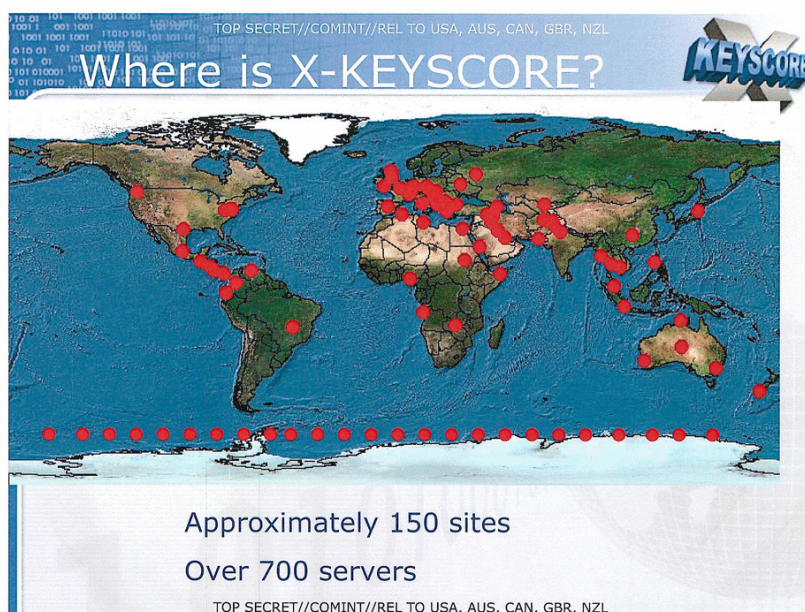 TOP SECRET//COMINT//REL TO USA, AUS, CAN, GBR, NZL
Where is X-KEYSCORE?
KEYSCORE
X
Approximately 150 sites
Over 700 servers
TOP SECRET//COMINT//REL TO USA, AUS, CAN, GBR, NZL